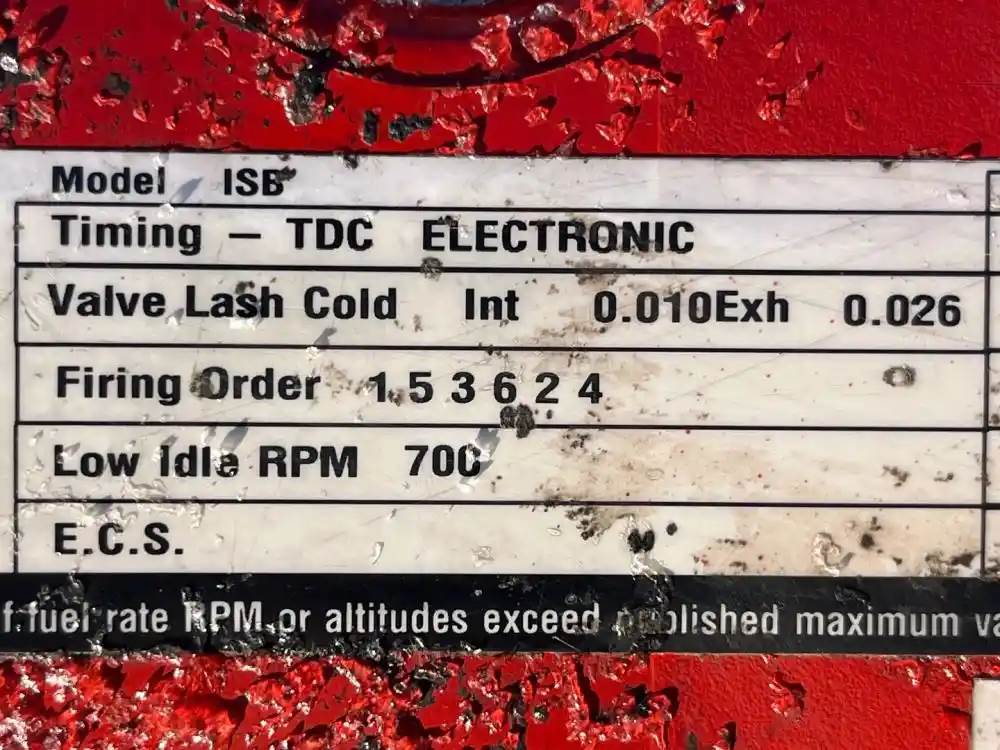 Model ISB
Timing — TDC ELECTRONIC
Valve Lash Cold Int 0.010Exh 0.026
Firing Order 1 5 3 6 2 4
Low Idle RPM 700
E.C.S.
f fuel rate RPM or altitudes exceed published maximum va